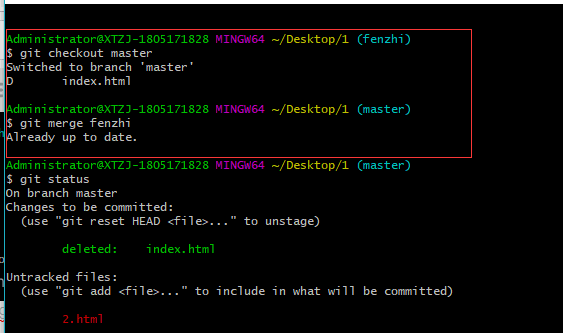 Administrator@XTZJ-1805171828 MINGW64 ~/Desktop/1 (fenzhi)
$ git checkout master
Switched to branch 'master'
D       index.html
Administrator@XTZJ-1805171828 MINGW64 ~/Desktop/1 (master)
$ git merge fenzhi
Already up to date.
Administrator@XTZJ-1805171828 MINGW64 ~/Desktop/1 (master)
$ git status
On branch master
Changes to be committed:
  (use "git reset HEAD <file>..." to unstage)
        deleted:    index.html
Untracked files:
  (use "git add <file>..." to include in what will be committed)
        2.html